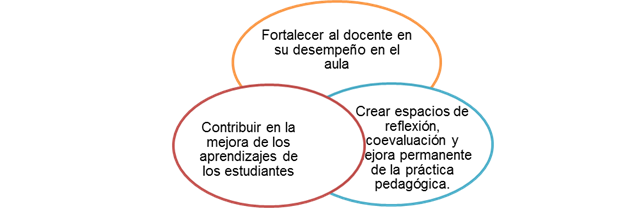 Fortalecer al docente en
su desempeño en el
aula
Contribuir en la
mejora de los
aprendizajes de
los estudiantes
Crear espacios de
reflexión,
coevaluación y
ejora permanente
de la práctica
pedagógica.